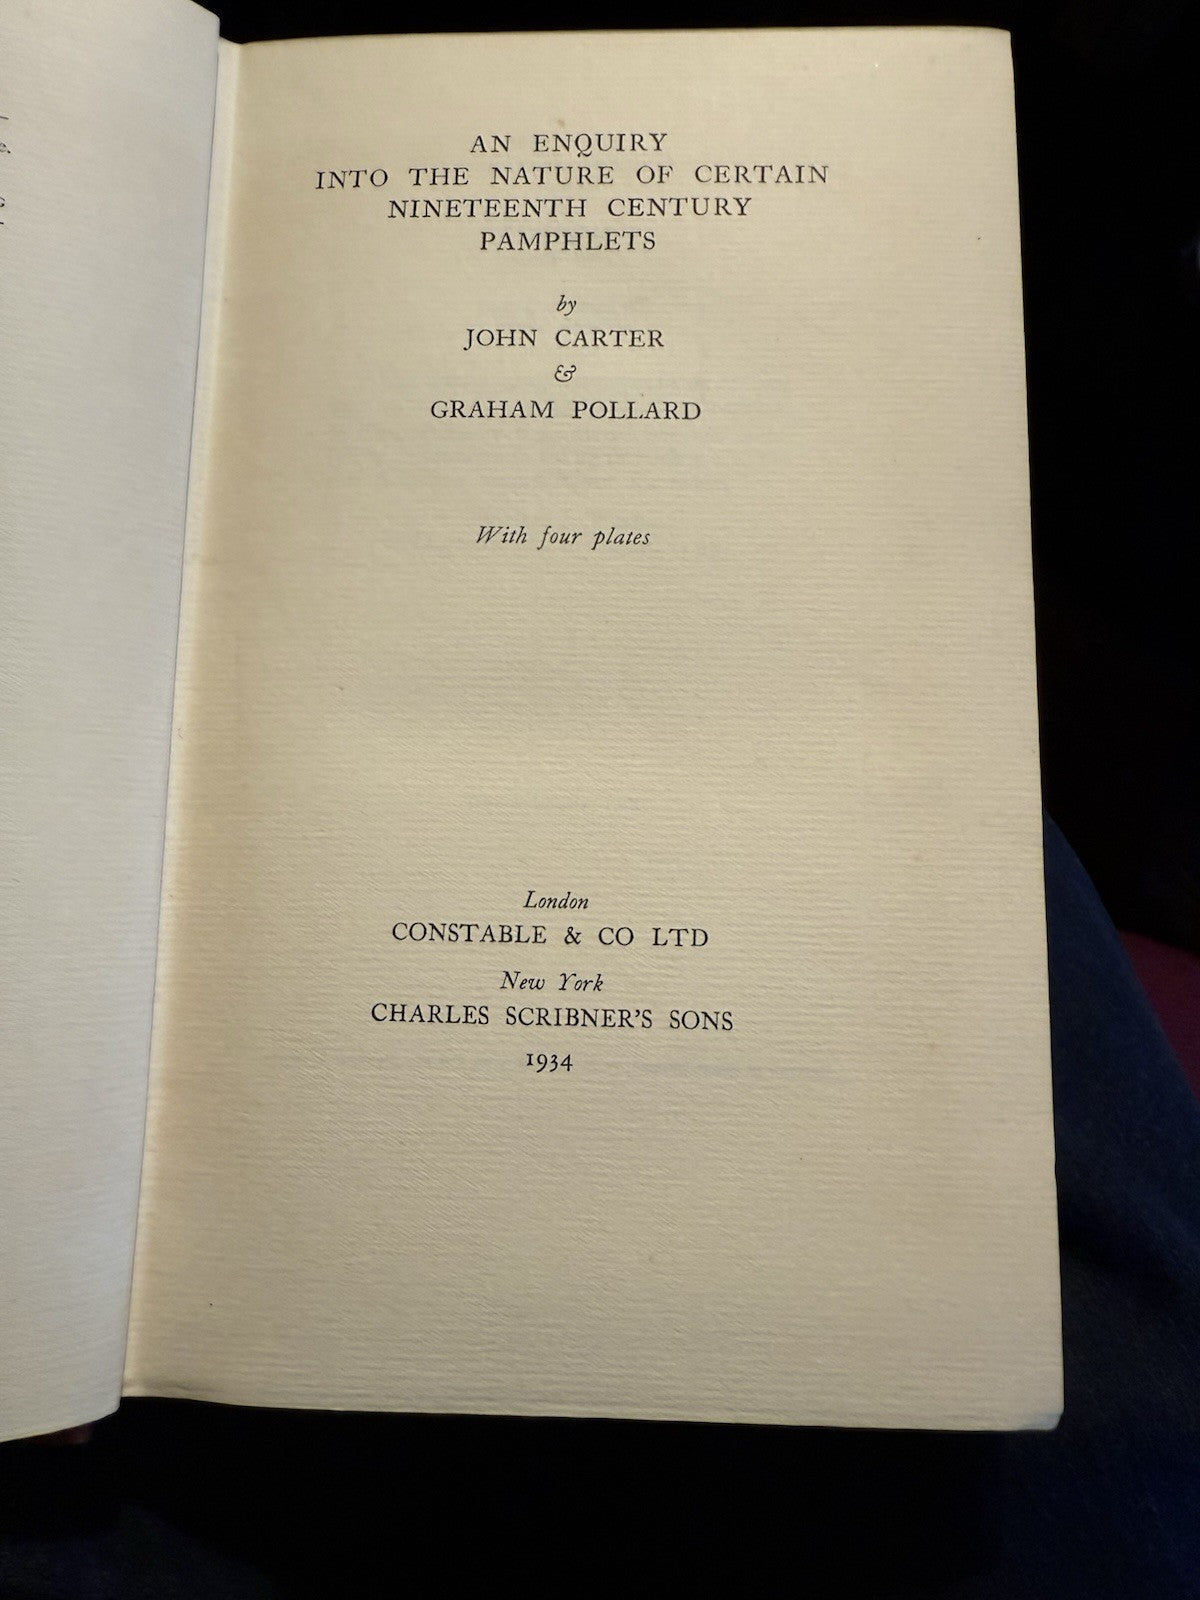 AN ENQUIRY
INTO THE NATURE OF CERTAIN
NINETEENTH CENTURY
PAMPHLETS
by
JOHN CARTER
&
GRAHAM POLLARD
With four plates
London
CONSTABLE & CO LTD
New York
CHARLES SCRIBNER'S SONS
1934